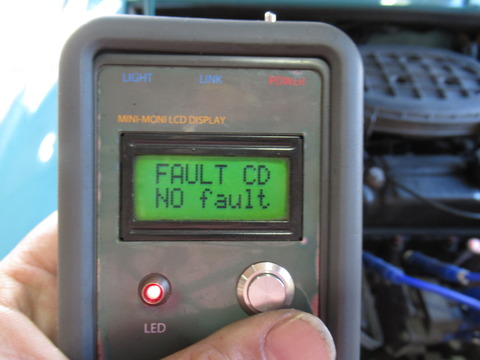 LIGHT LINK POWER
MINI-MONI LCD DISPLAY
FAULT CD
NO fault
LED